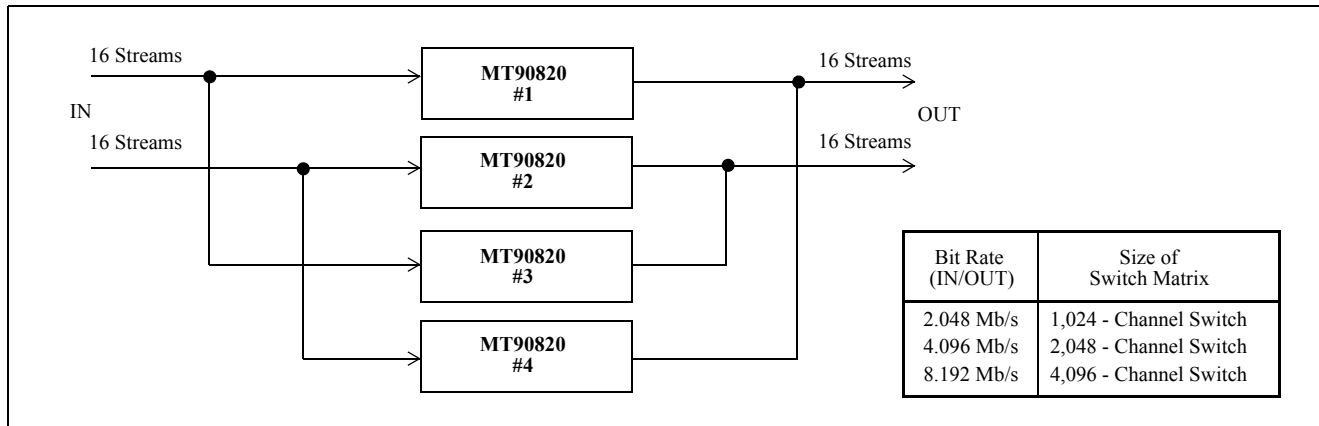 16 Streams
MT90820
#1
16 Streams
IN
OUT
16 Streams
MT90820
#2
16 Streams
MT90820
#3
MT90820
#4
Bit Rate
(IN/OUT)
Size of
Switch Matrix
2.048 Mb/s 1,024 - Channel Switch
4.096 Mb/s 2,048 - Channel Switch
8.192 Mb/s 4,096 - Channel Switch